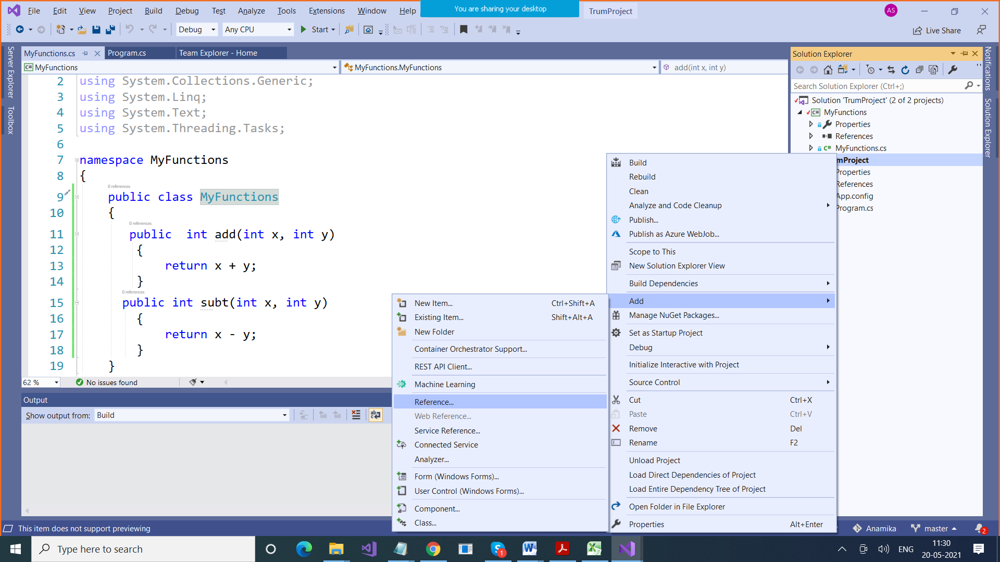 File Edit View Project Build Debug Test Analyze Tools Extensions Window Help
You are sharing your desktop
TrumProject
AS
Debug Any CPU Start
Live Share
Server Explorer
Toolbox
MyFunctions.cs Program.cs Team Explorer - Home
C# MyFunctions MyFunctions.MyFunctions add(int x, int y)
2 using System.Collections.Generic;
3 using System.Linq;
4 using System.Text;
5 using System.Threading.Tasks;
6
7 namespace MyFunctions
8 {
0 references
9 public class MyFunctions
10 {
0 references
11 public int add(int x, int y)
12 {
13 return x + y;
14 }
0 references
15 public int subt(int x, int y)
16 {
17 return x - y;
18 }
19 }
62 % No issues found
Output
Show output from: Build
This item does not support previewing
New Item... Ctrl+Shift+A
Existing Item... Shift+Alt+A
New Folder
Container Orchestrator Support...
REST API Client...
Machine Learning
Reference...
Web Reference...
Service Reference...
Connected Service
Analyzer...
Form (Windows Forms)...
User Control (Windows Forms)...
Component...
Class...
Build
Rebuild
Clean
Analyze and Code Cleanup
Publish...
Publish as Azure WebJob...
Scope to This
New Solution Explorer View
Build Dependencies
Add
Manage NuGet Packages...
Set as Startup Project
Debug
Initialize Interactive with Project
Source Control
Cut Ctrl+X
Paste Ctrl+V
Remove Del
Rename F2
Unload Project
Load Direct Dependencies of Project
Load Entire Dependency Tree of Project
Open Folder in File Explorer
Properties Alt+Enter
Solution Explorer
Search Solution Explorer (Ctrl+;)
Solution 'TrumProject' (2 of 2 projects)
C# MyFunctions
Properties
References
C# MyFunctions.cs
mProject
Properties
References
App.config
Program.cs
Notifications
Solution Explorer
Anamika master 2
Type here to search
1
ENG
11:30
20-05-2021